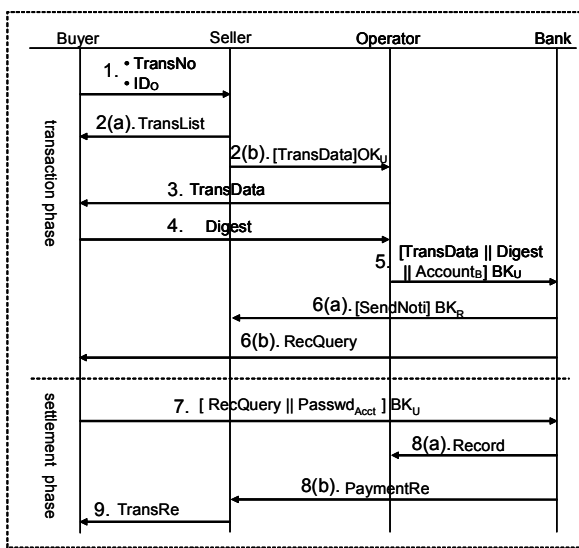 Buyer Seller Operator Bank
1. • TransNo
• IDO
2(a). TransList
2(b). [TransData]OKU
3. TransData
4. Digest
5. [TransData || Digest
|| AccountB] BKU
6(a). [SendNoti] BKR
6(b). RecQuery
transaction phase
7. [ RecQuery || PasswdAcct ] BKU
8(a). Record
8(b). PaymentRe
9. TransRe
settlement phase